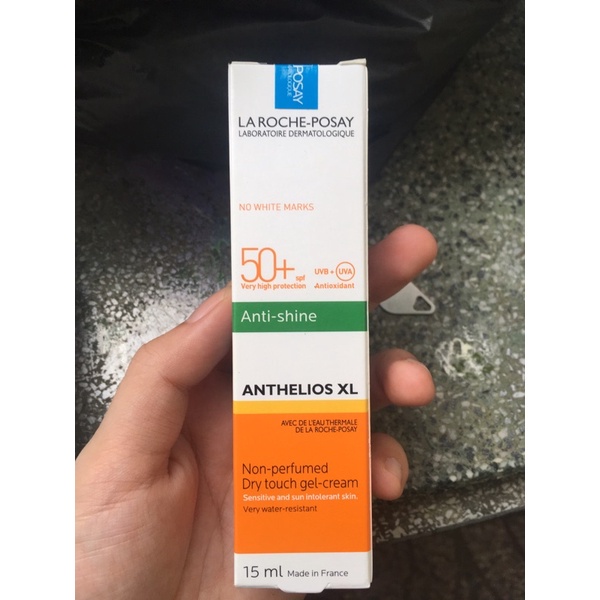 POSAY
LA ROCHE-POSAY
LABORATOIRE DERMATOLOGIQUE
NO WHITE MARKS
50+ spf
Very high protection
UVB + UVA
Antioxidant
Anti-shine
ANTHELIOS XL
AVEC DE L'EAU THERMALE
DE LA ROCHE-POSAY
Non-perfumed
Dry touch gel-cream
Sensitive and sun intolerant skin.
Very water-resistant
15 ml Made in France